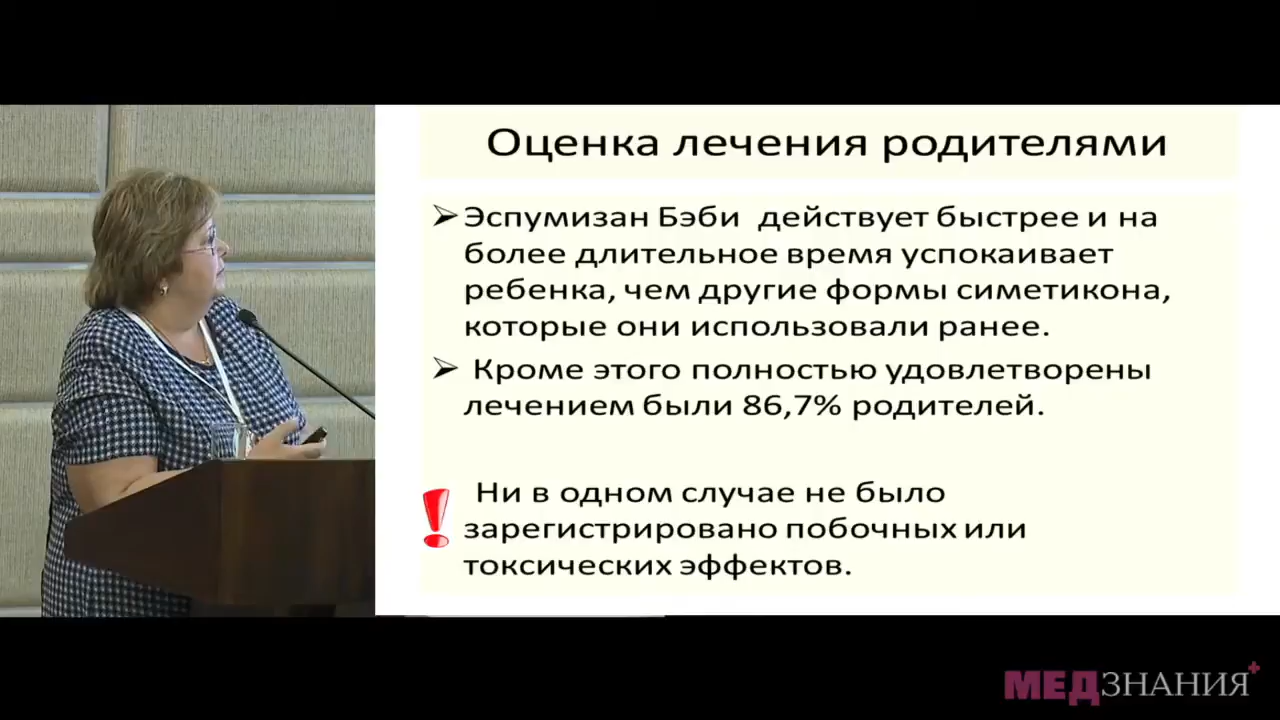 Оценка лечения родителями
Эспумизан Бэби действует быстрее и на
более длительное время успокаивает
ребенка, чем другие формы симетикона,
которые они использовали ранее.
Кроме этого полностью удовлетворены
лечением были 86,7% родителей.
Ни в одном случае не было
зарегистрировано побочных или
токсических эффектов.
МЕДЗНАНИЯ+